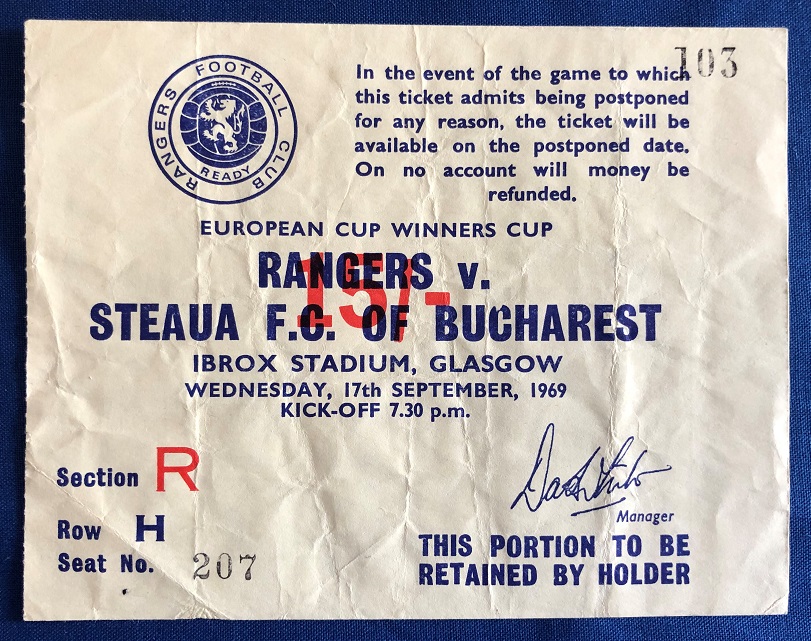 RANGERS FOOTBALL CLUB
READY
103
In the event of the game to which
this ticket admits being postponed
for any reason, the ticket will be
available on the postponed date.
On no account will money be
refunded.
EUROPEAN CUP WINNERS CUP
RANGERS v.
15/-
STEAUA F.C. OF BUCHAREST
IBROX STADIUM, GLASGOW
WEDNESDAY, 17th SEPTEMBER, 1969
KICK-OFF 7.30 p.m.
Section R
Row H
Seat No. 207
Manager
THIS PORTION TO BE
RETAINED BY HOLDER